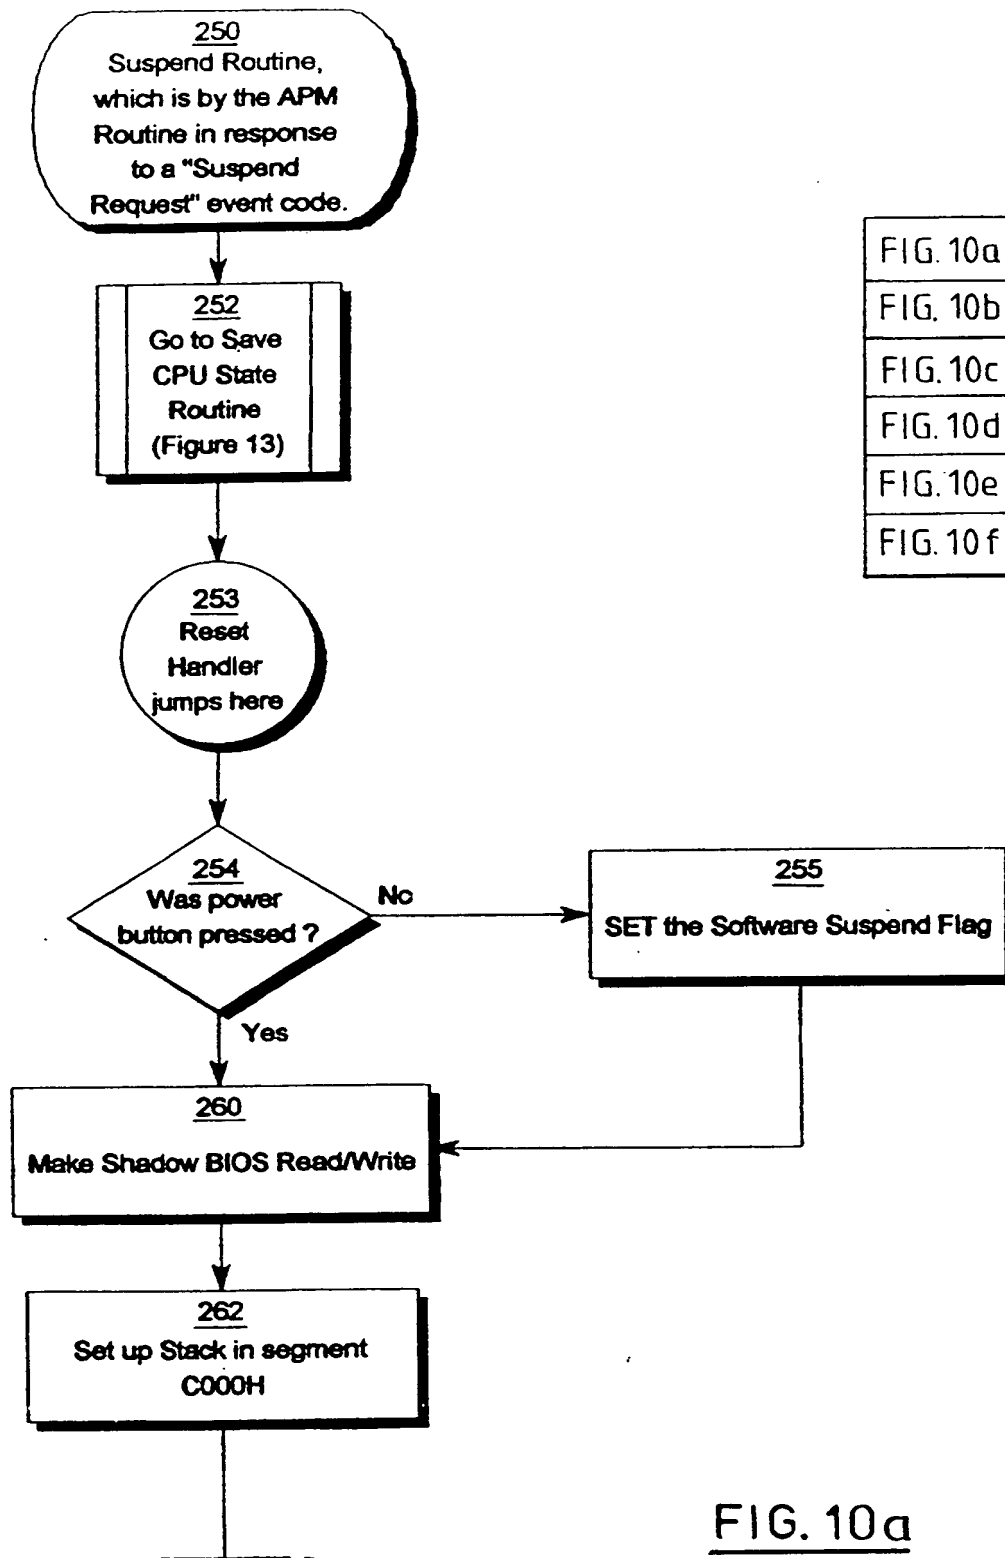 250
Suspend Routine,
which is by the APM
Routine in response
to a "Suspend
Request" event code.
FIG. 10a
FIG. 10b
FIG. 10c
FIG. 10d
FIG. 10e
FIG. 10f
252
Go to Save
CPU State
Routine
(Figure 13)
253
Reset
Handler
jumps here
254
Was power
button pressed ?
No
255
SET the Software Suspend Flag
Yes
260
Make Shadow BIOS Read/Write
262
Set up Stack in segment
C000H
FIG. 10a